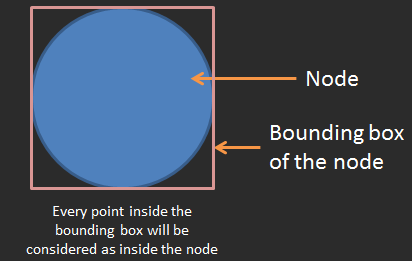 Node
Bounding box
of the node
Every point inside the
bounding box will be
considered as inside the node